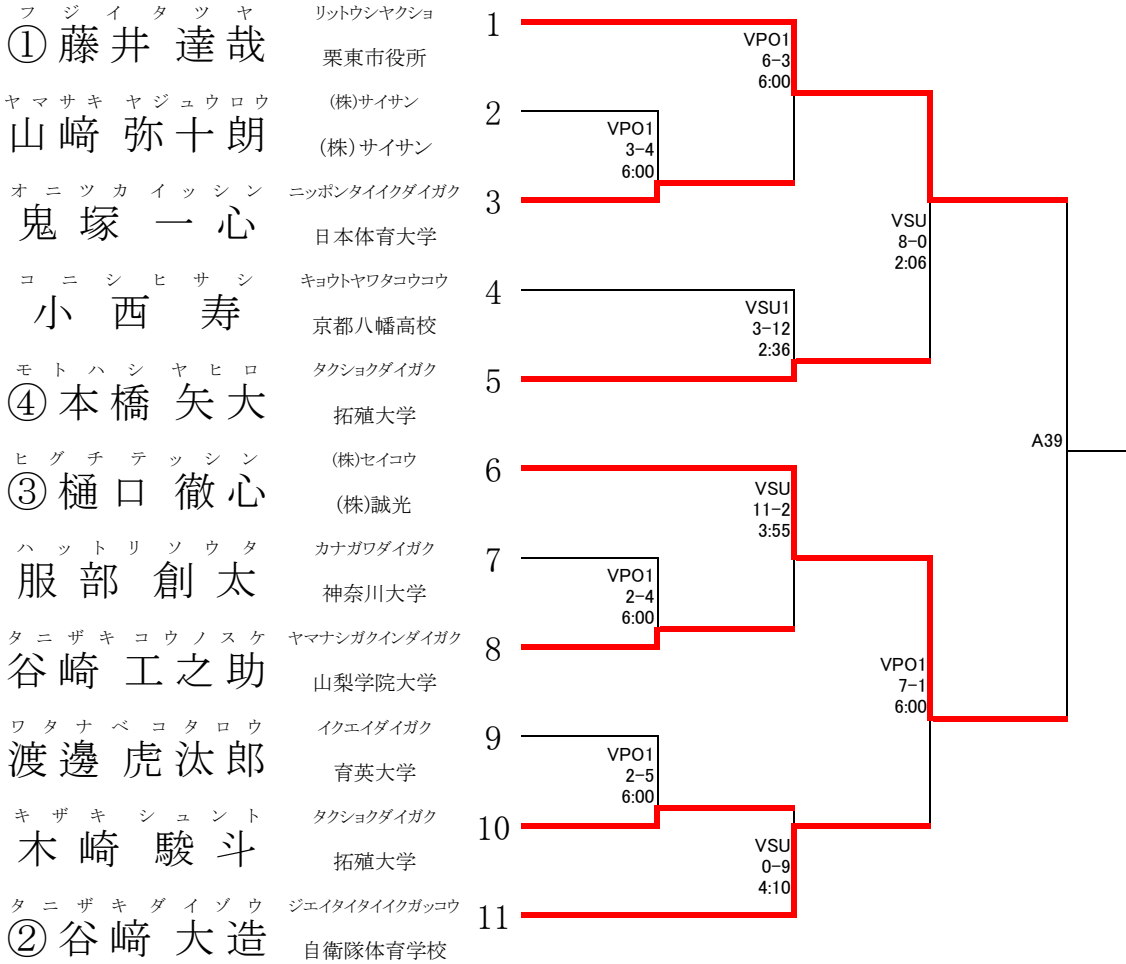 フジイタツヤ リットウシヤクショ 1
①藤井 達哉 栗東市役所
VPO1
6-3
6:00
ヤマサキ ヤジュウロウ (株)サイサン 2
山﨑 弥十朗 (株)サイサン
VPO1
3-4
6:00
オニツカ イッシン ニッポンタイイクダイガク 3
鬼塚 一心 日本体育大学
VSU
8-0
2:06
コニシ ヒサシ キョウトヤワタコウコウ 4
小西 寿 京都八幡高校
VSU1
3-12
2:36
モトハシ ヤヒロ タクショクダイガク 5
④本橋 矢大 拓殖大学
A39
ヒグチ テッシン (株)セイコウ 6
③樋口 徹心 (株)誠光
VSU
11-2
3:55
ハットリ ソウタ カナガワダイガク 7
服部 創太 神奈川大学
VPO1
2-4
6:00
タニザキ コウノスケ ヤマナシガクインダイガク 8
谷崎 工之助 山梨学院大学
VPO1
7-1
6:00
ワタナベ コタロウ イクエイダイガク 9
渡邊 虎汰郎 育英大学
VPO1
2-5
6:00
キザキ シュント タクショクダイガク 10
木崎 駿斗 拓殖大学
VSU
0-9
4:10
タニザキ ダイゾウ ジエイタイタイイクガッコウ 11
②谷﨑 大造 自衛隊体育学校